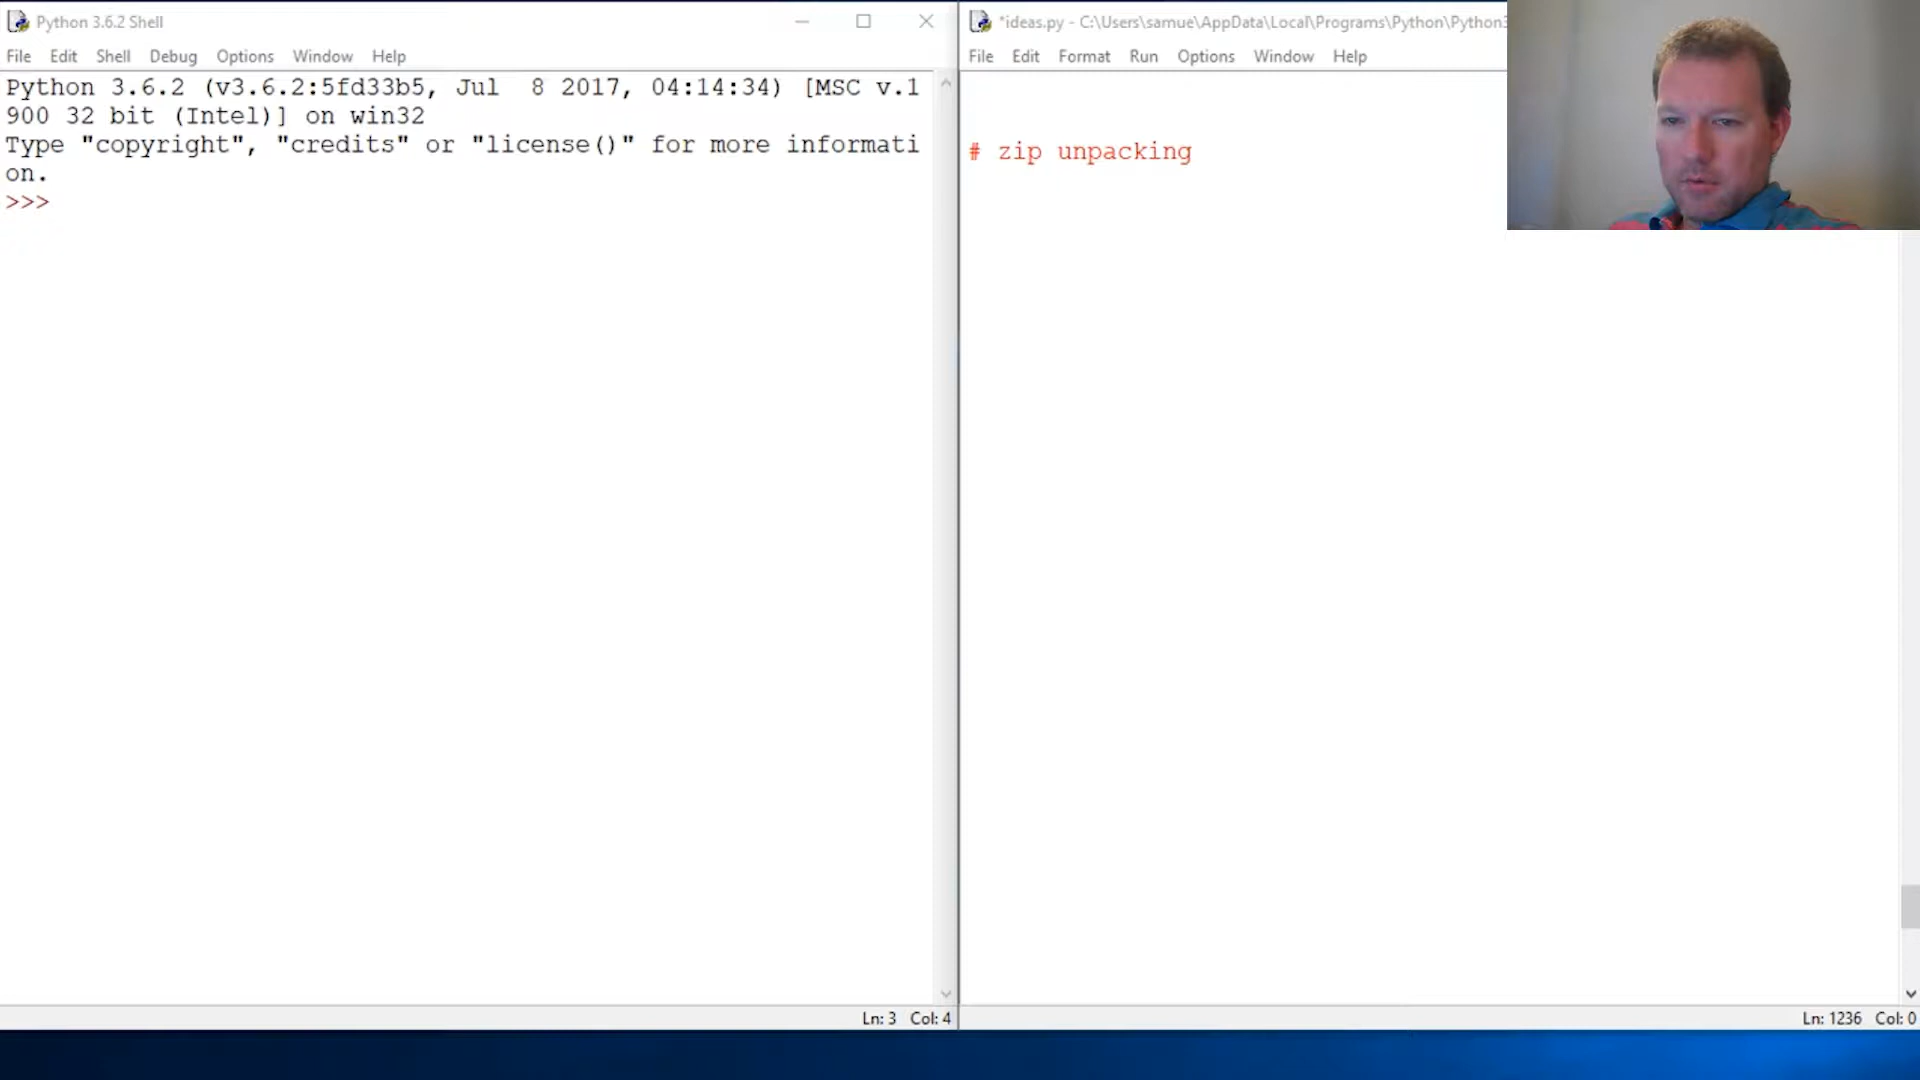 Python 3.6.2 Shell
File Edit Shell Debug Options Window Help
Python 3.6.2 (v3.6.2:5fd33b5, Jul  8 2017, 04:14:34) [MSC v.1
900 32 bit (Intel)] on win32
Type "copyright", "credits" or "license()" for more informati
on.
>>>
Ln: 3 Col: 4
*ideas.py - C:\Users\samue\AppData\Local\Programs\Python\Python3
File Edit Format Run Options Window Help
# zip unpacking
Ln: 1236 Col: 0